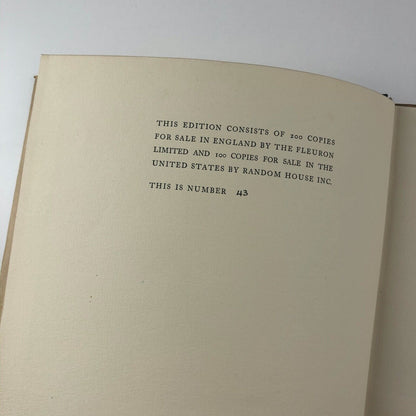 THIS EDITION CONSISTS OF 200 COPIES
FOR SALE IN ENGLAND BY THE FLEURON
LIMITED AND 100 COPIES FOR SALE IN THE
UNITED STATES BY RANDOM HOUSE INC.
THIS IS NUMBER 43